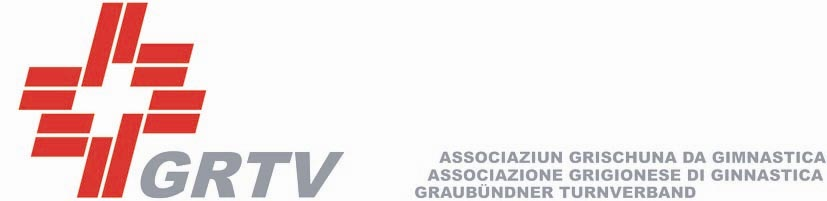 GRTV
ASSOCIAZIUN GRISCHUNA DA GIMNASTICA
ASSOCIAZIONE GRIGIONESE DI GINNASTICA
GRAUBÜNDNER TURNVERBAND